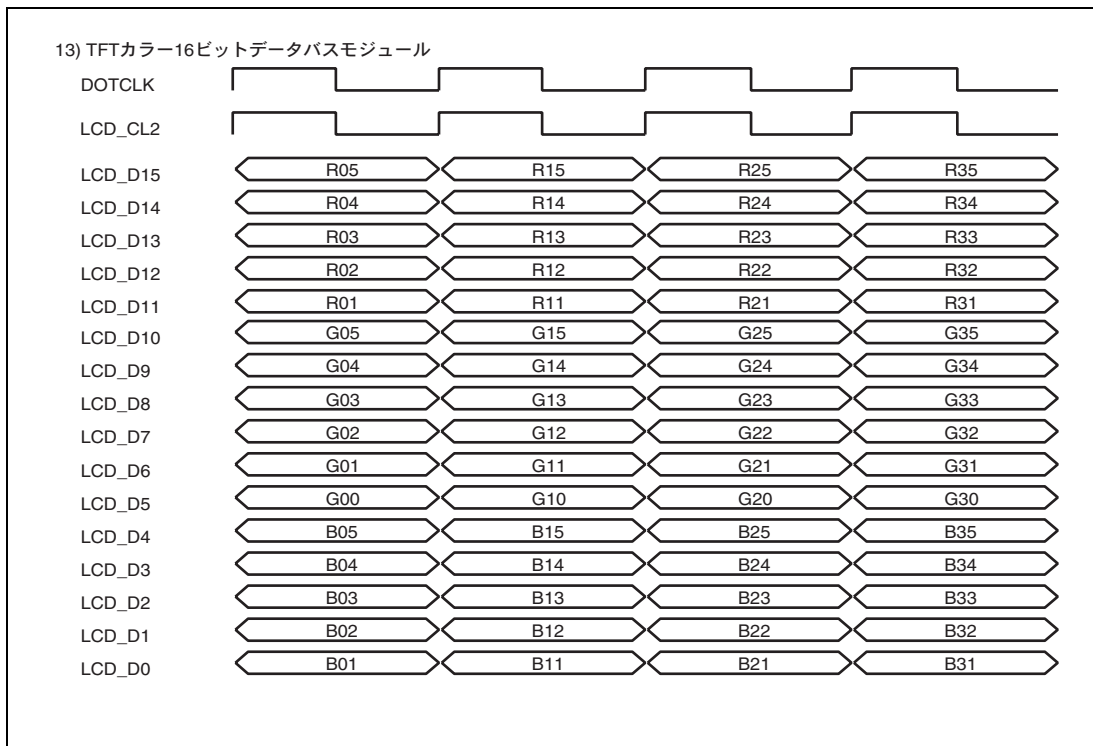 13) TFTカラー16ビットデータバスモジュール
DOTCLK
LCD_CL2
LCD_D15 R05 R15 R25 R35
LCD_D14 R04 R14 R24 R34
LCD_D13 R03 R13 R23 R33
LCD_D12 R02 R12 R22 R32
LCD_D11 R01 R11 R21 R31
LCD_D10 G05 G15 G25 G35
LCD_D9 G04 G14 G24 G34
LCD_D8 G03 G13 G23 G33
LCD_D7 G02 G12 G22 G32
LCD_D6 G01 G11 G21 G31
LCD_D5 G00 G10 G20 G30
LCD_D4 B05 B15 B25 B35
LCD_D3 B04 B14 B24 B34
LCD_D2 B03 B13 B23 B33
LCD_D1 B02 B12 B22 B32
LCD_D0 B01 B11 B21 B31